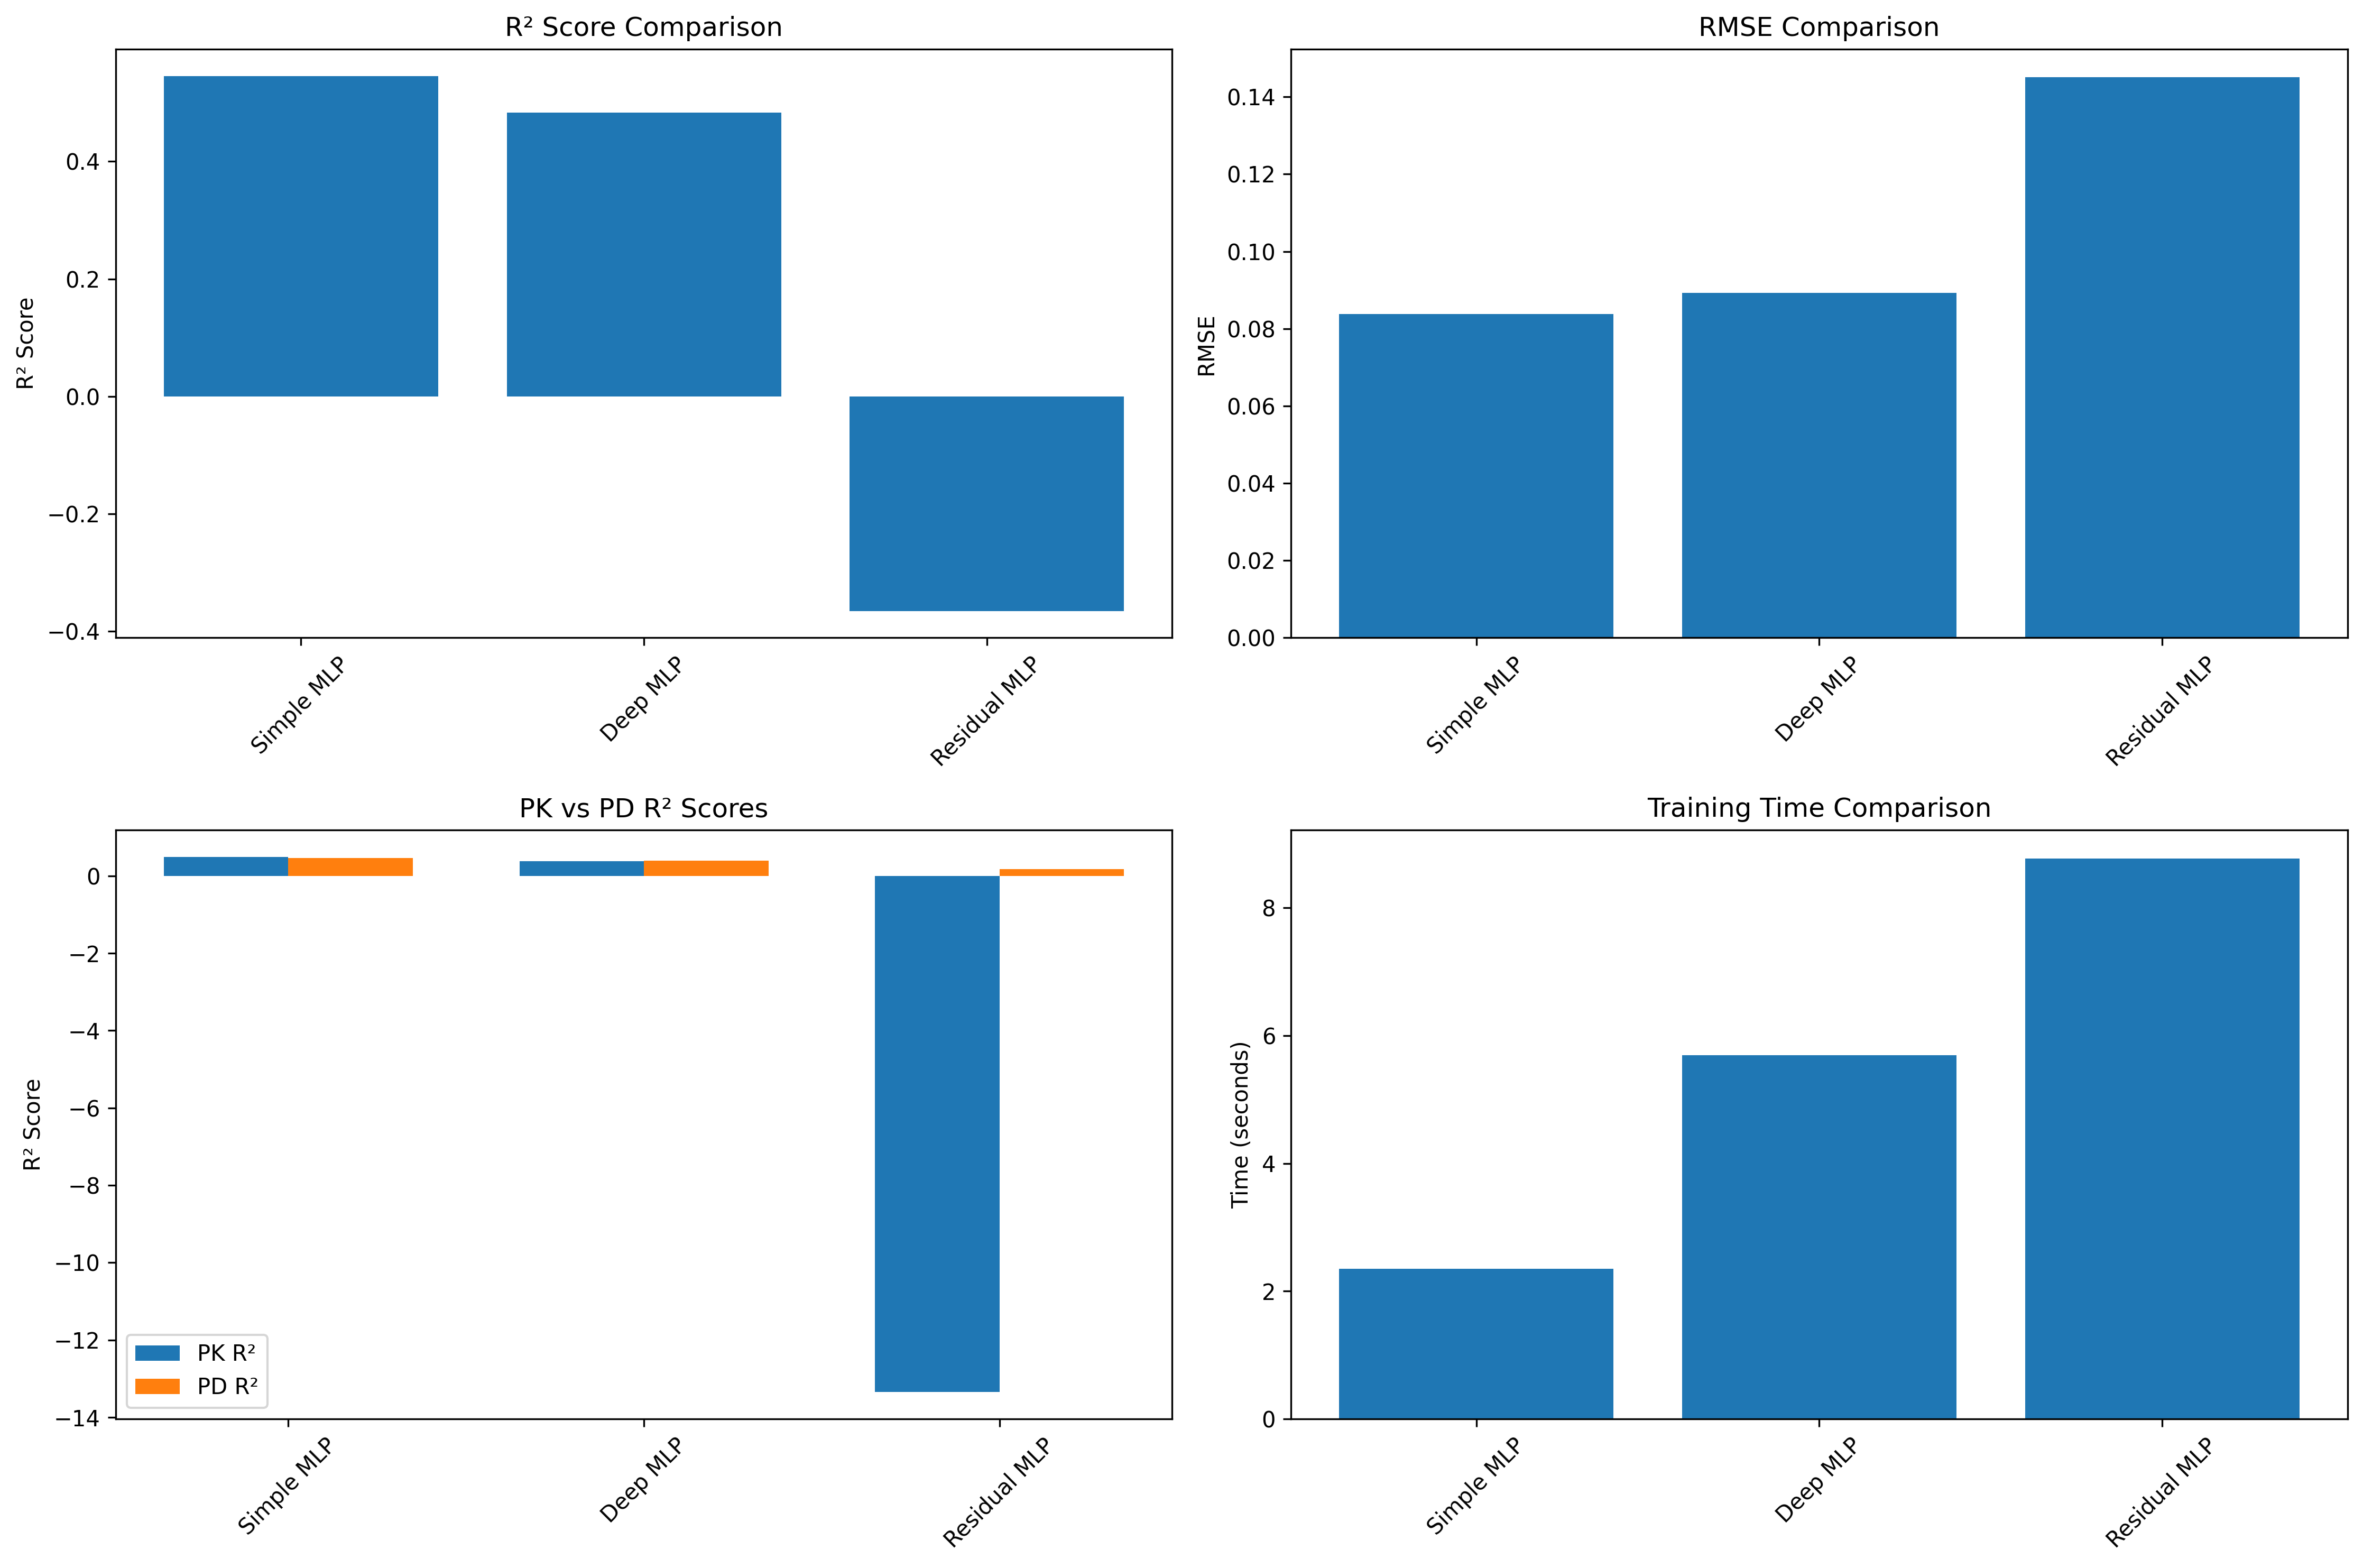 R² Score Comparison
R² Score
0.4
0.2
0.0
−0.2
−0.4
Simple MLP
Deep MLP
Residual MLP
RMSE Comparison
RMSE
0.14
0.12
0.10
0.08
0.06
0.04
0.02
0.00
Simple MLP
Deep MLP
Residual MLP
PK vs PD R² Scores
R² Score
0
−2
−4
−6
−8
−10
−12
−14
PK R²
PD R²
Simple MLP
Deep MLP
Residual MLP
Training Time Comparison
Time (seconds)
8
6
4
2
0
Simple MLP
Deep MLP
Residual MLP